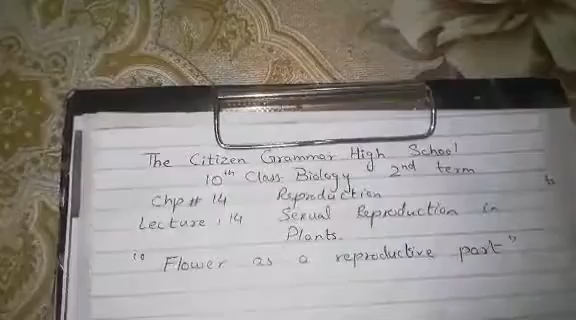 The Citizen Grammar High School
10th Class Biology 2nd term
Chp # 14 Reproduction
Lecture, 14 Sexual Reproduction in
Plants.
" Flower as a reproductive part"